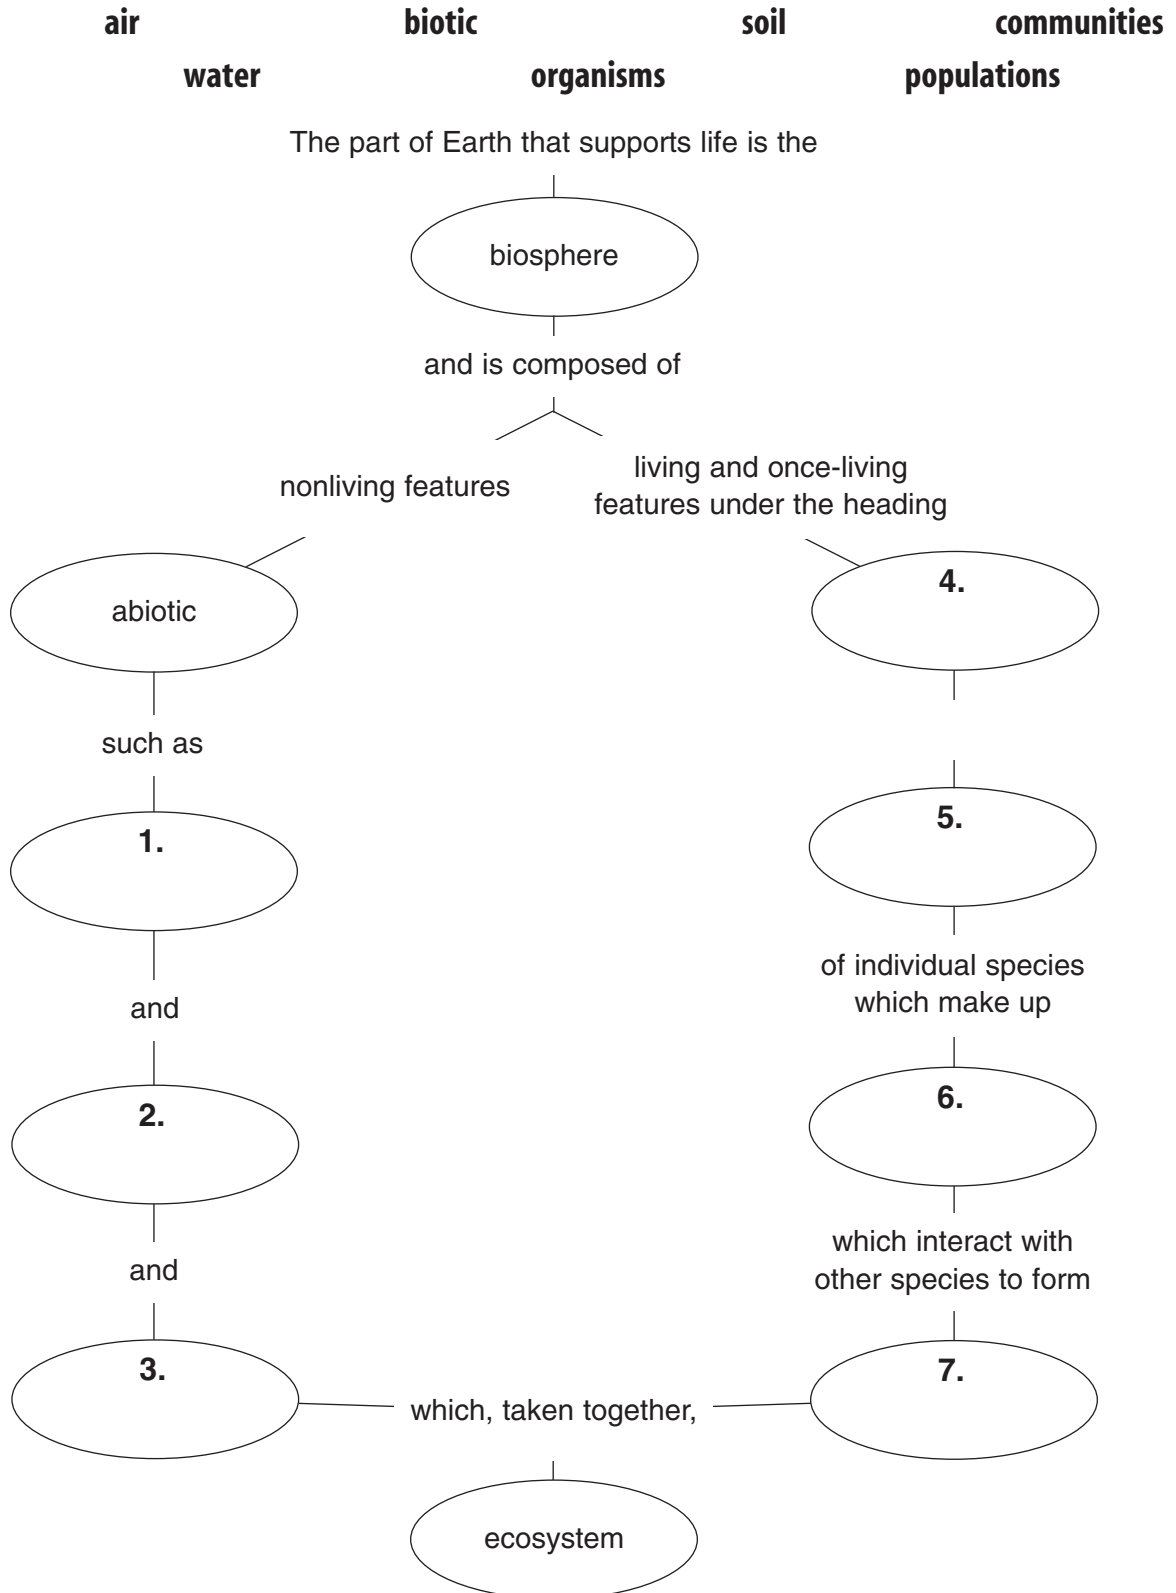 air biotic soil communities
water organisms populations
The part of Earth that supports life is the
biosphere
and is composed of
nonliving features
living and once-living
features under the heading
abiotic
4.
such as
1.
5.
and
of individual species
which make up
2.
6.
and
which interact with
other species to form
3.
7.
which, taken together,
ecosystem